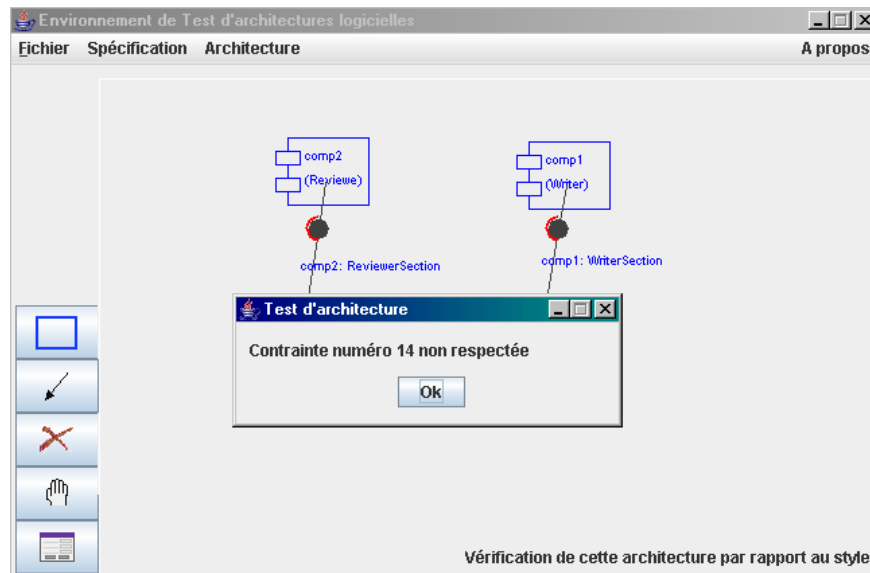 Environnement de Test d'architectures logicielles
Fichier Spécification Architecture A propos
comp2
(Reviewe)
comp1
(Writer)
comp2: ReviewerSection
comp1: WriterSection
Test d'architecture
Contrainte numéro 14 non respectée
Ok
Vérification de cette architecture par rapport au style